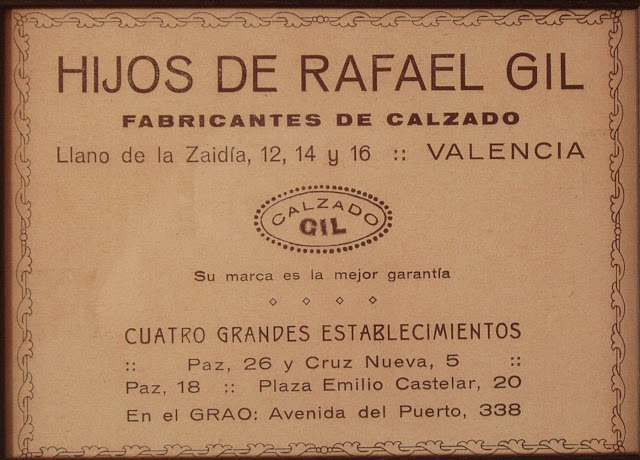 HIJOS DE RAFAEL GIL
FABRICANTES DE CALZADO
Llano de la Zaidía, 12, 14 y 16 :: VALENCIA
CALZADO
GIL
Su marca es la mejor garantía
CUATRO GRANDES ESTABLECIMIENTOS
:: Paz, 26 y Cruz Nueva, 5 ::
Paz, 18 :: Plaza Emilio Castelar, 20
En el GRAO: Avenida del Puerto, 338